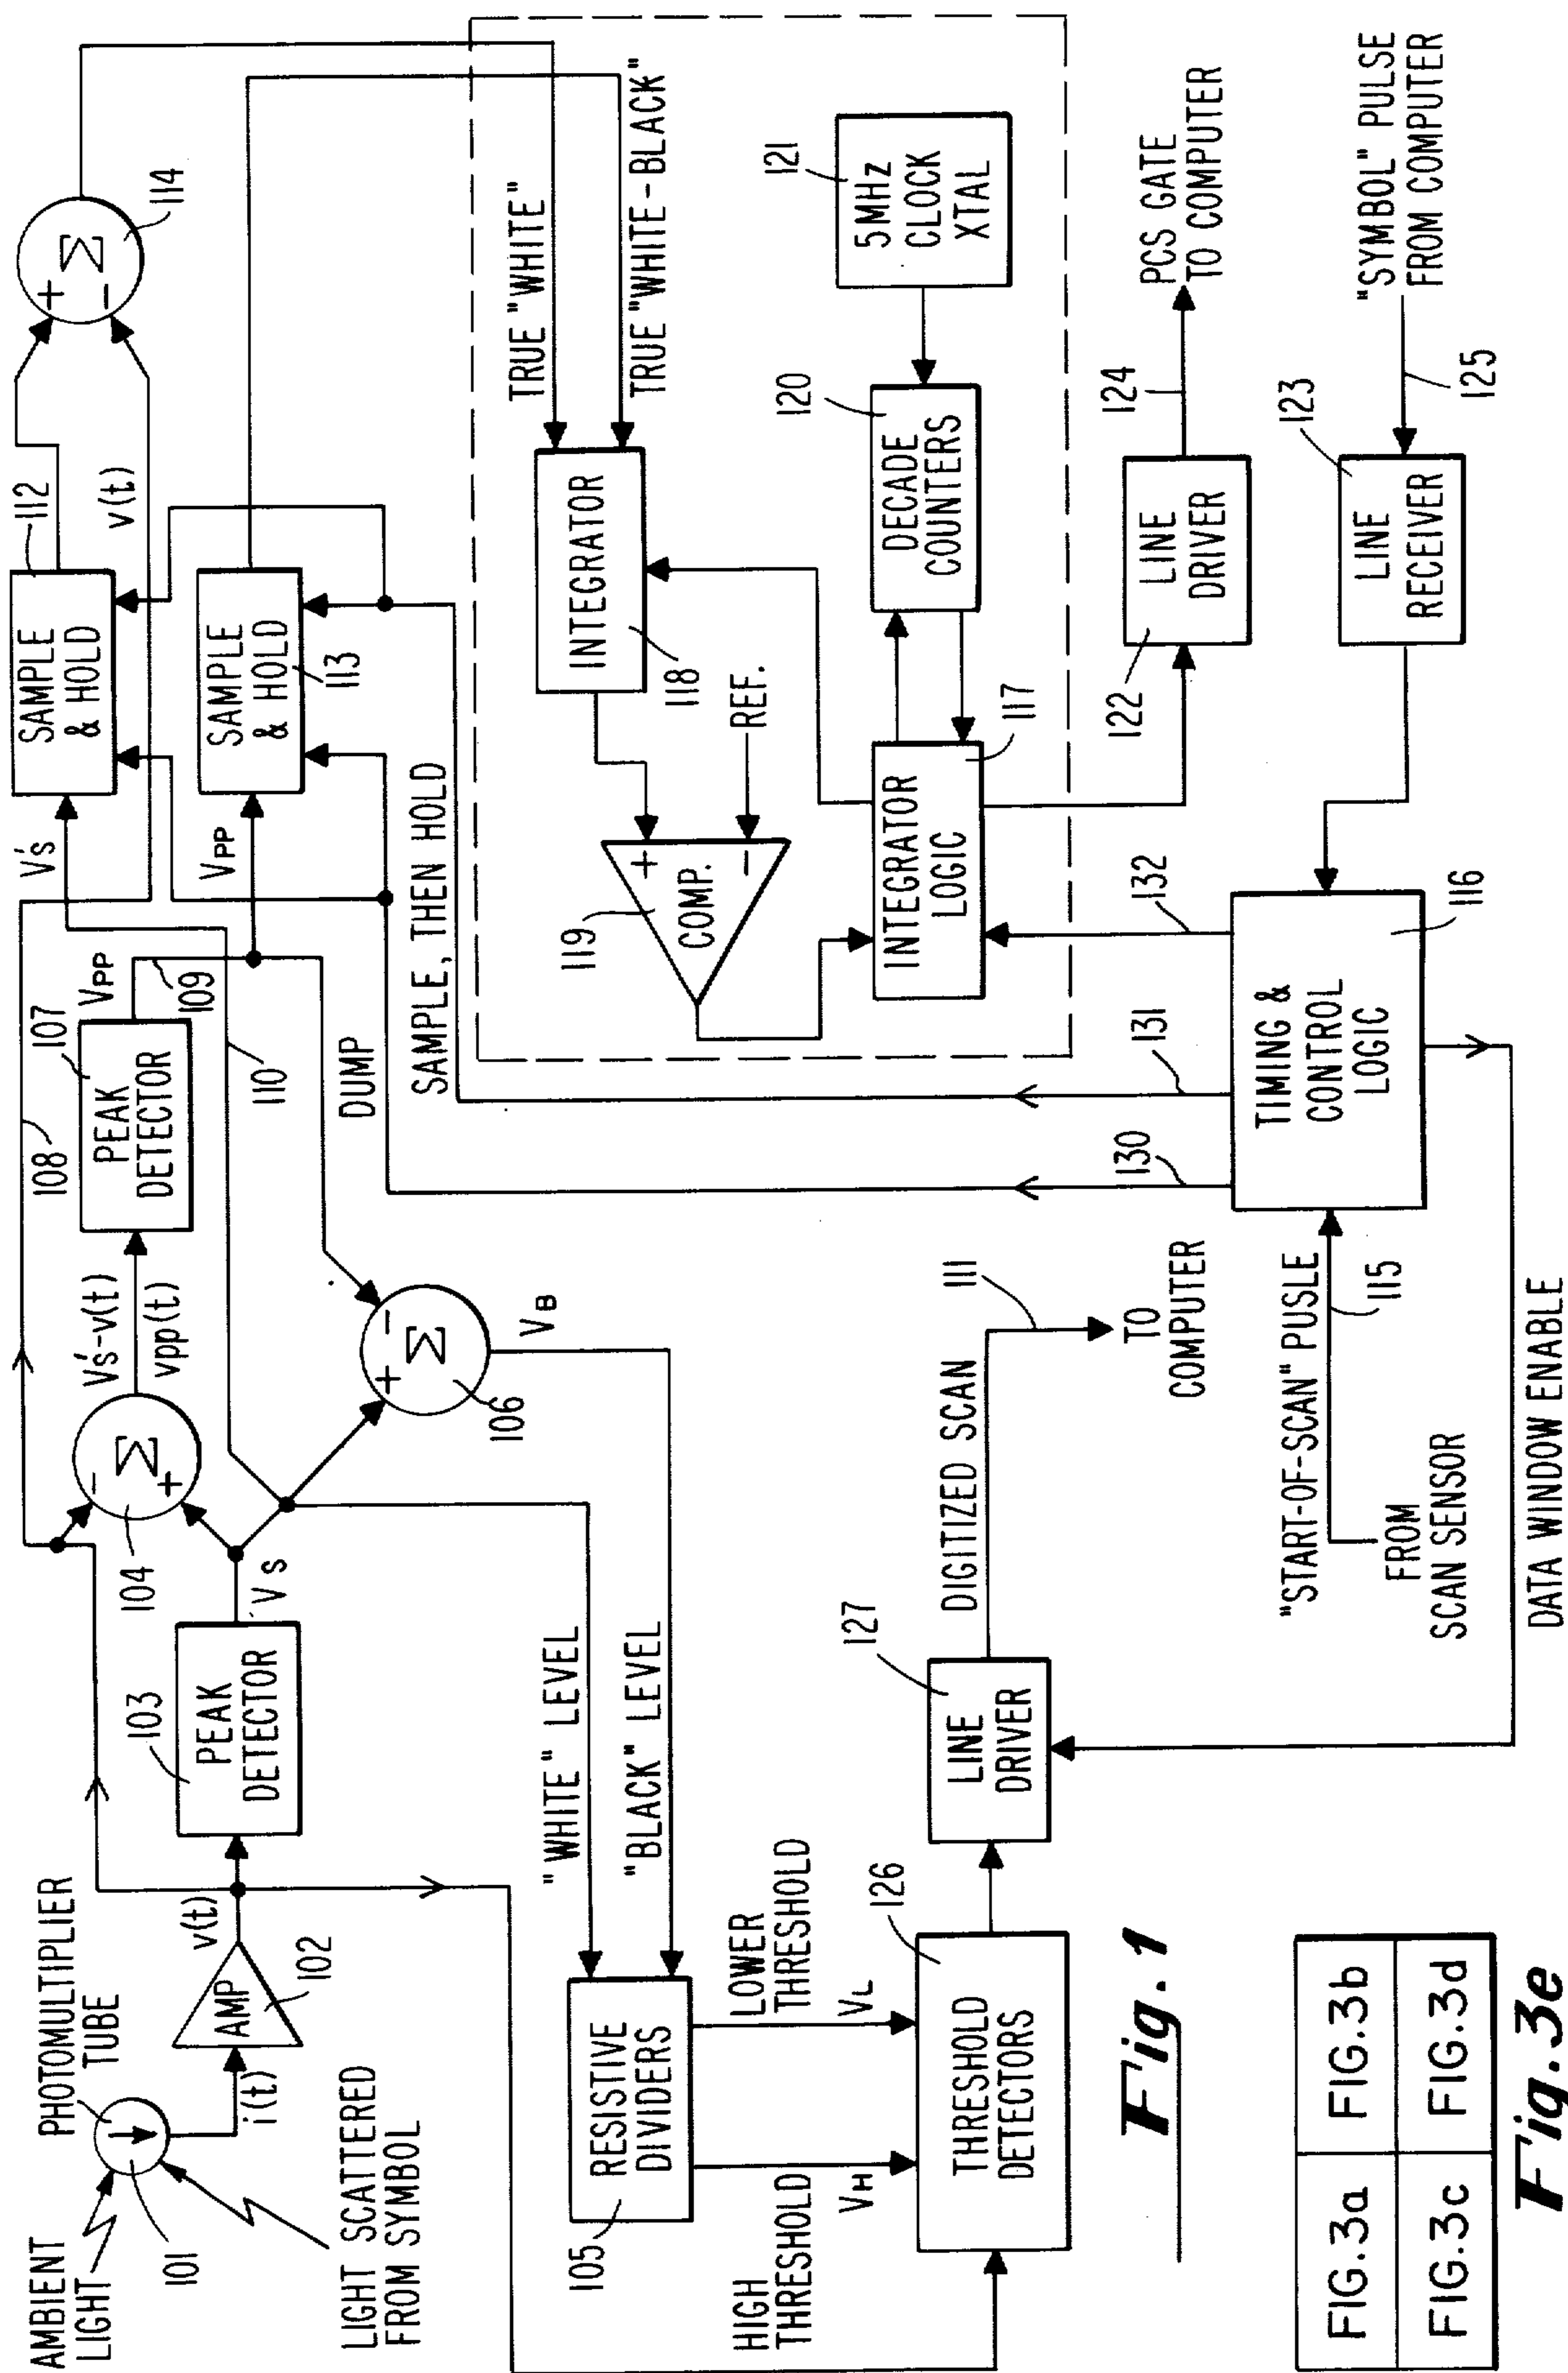 AMBIENT
LIGHT
PHOTOMULTIPLIER
TUBE
101
LIGHT SCATTERED
FROM SYMBOL
i(t)
AMP
102
v(t)
103
PEAK
DETECTOR
V's
104
-
Σ
+
V's-v(t)
vpp(t)
108
107
PEAK
DETECTOR
VPP
109
110
+
-
Σ
106
VB
V's
VPP
SAMPLE
& HOLD
112
SAMPLE
& HOLD
113
v(t)
+
-
Σ
114
DUMP
SAMPLE, THEN HOLD
TRUE "WHITE"
TRUE "WHITE-BLACK"
INTEGRATOR
118
119
+
COMP.
-
REF.
INTEGRATOR
LOGIC
117
DECADE
COUNTERS
120
5MHz
CLOCK
XTAL
121
LINE
DRIVER
122
124
PCS GATE
TO COMPUTER
LINE
RECEIVER
123
125
"SYMBOL" PULSE
FROM COMPUTER
130
131
132
TIMING &
CONTROL
LOGIC
116
"START-OF-SCAN" PUSLE
115
FROM
SCAN SENSOR
DATA WINDOW ENABLE
"WHITE" LEVEL
"BLACK" LEVEL
RESISTIVE
DIVIDERS
105
HIGH
THRESHOLD
VH
LOWER
THRESHOLD
VL
THRESHOLD
DETECTORS
126
LINE
DRIVER
127
DIGITIZED SCAN
111
TO
COMPUTER
Fig. 1
FIG.3a FIG.3b
FIG.3c FIG.3d
Fig.3e